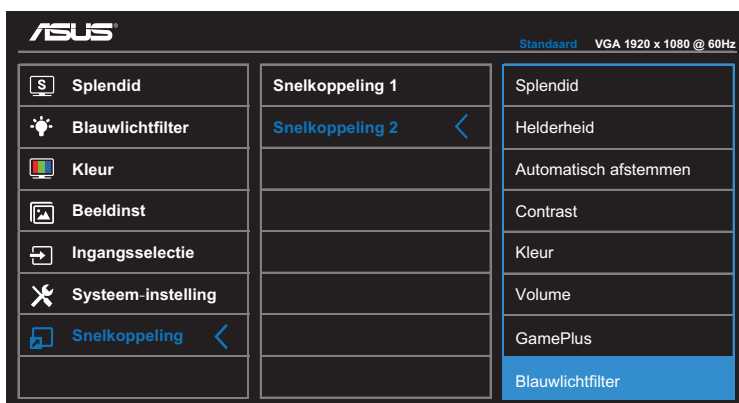 ASUS®
Standaard VGA 1920 x 1080 @ 60Hz
S Splendid
Blauwlichtfilter
Kleur
Beeldinst
Ingangsselectie
Systeem-instelling
Snelkoppeling
Snelkoppeling 1
Snelkoppeling 2
Splendid
Helderheid
Automatisch afstemmen
Contrast
Kleur
Volume
GamePlus
Blauwlichtfilter